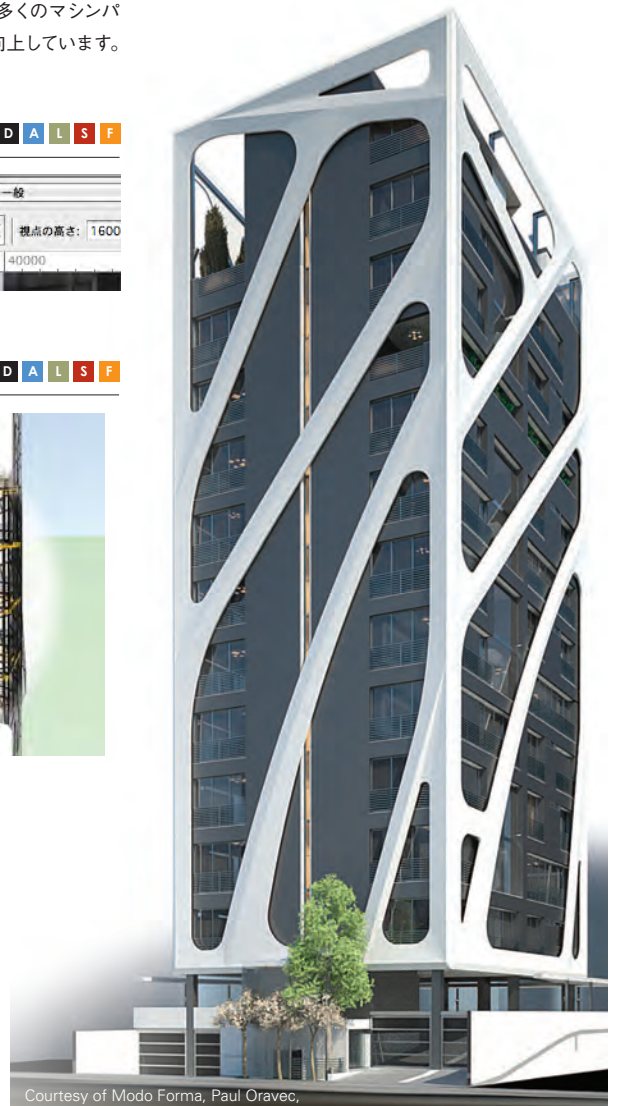 多くのマシンパ
向上しています。
D A L S F
一般
視点の高さ: 1600
40000
D A L S F
Courtesy of Modo Forma, Paul Oravec,